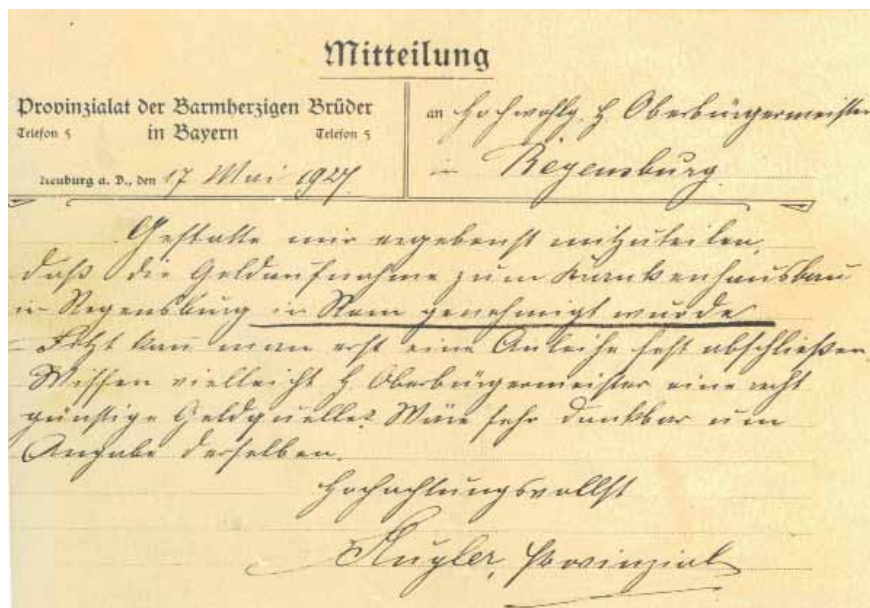 Mitteilung
Provinzialat der Barmherzigen Brüder
Telefon 5 in Bayern Telefon 5
Neuburg a. D., den 17 Mai 1927
an Hochwohlg. H Oberbürgermeister
in Regensburg
Gestatte mir ergebenst mitzuteilen,
daß die Geldaufnahme zum Krankenhausbau
in Regensburg in Rom genehmigt wurde
Jetzt kann man erst eine Anleihe fest abschließen.
Wissen vielleicht H Oberbürgermeister eine recht
günstige Geldquelle? Wäre sehr dankbar um
Angabe derselben.
Hochachtungsvollst
Kugler, Provinzial